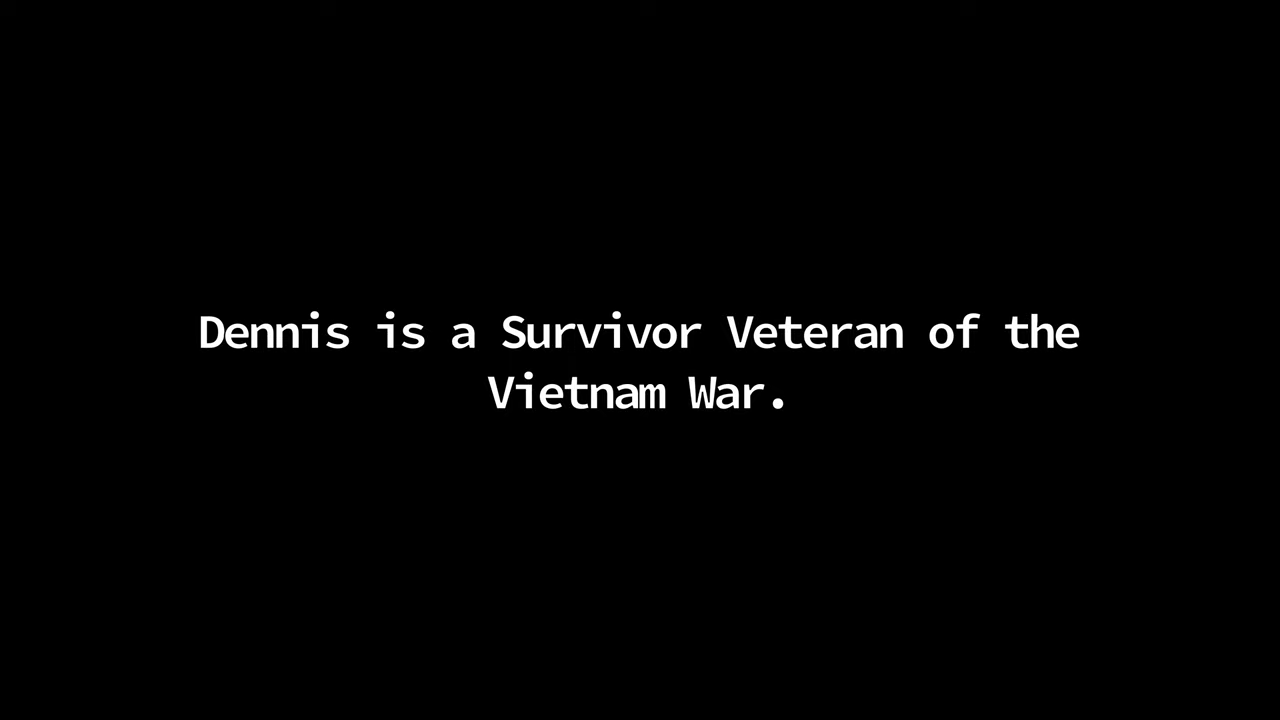 Dennis is a Survivor Veteran of the
Vietnam War.